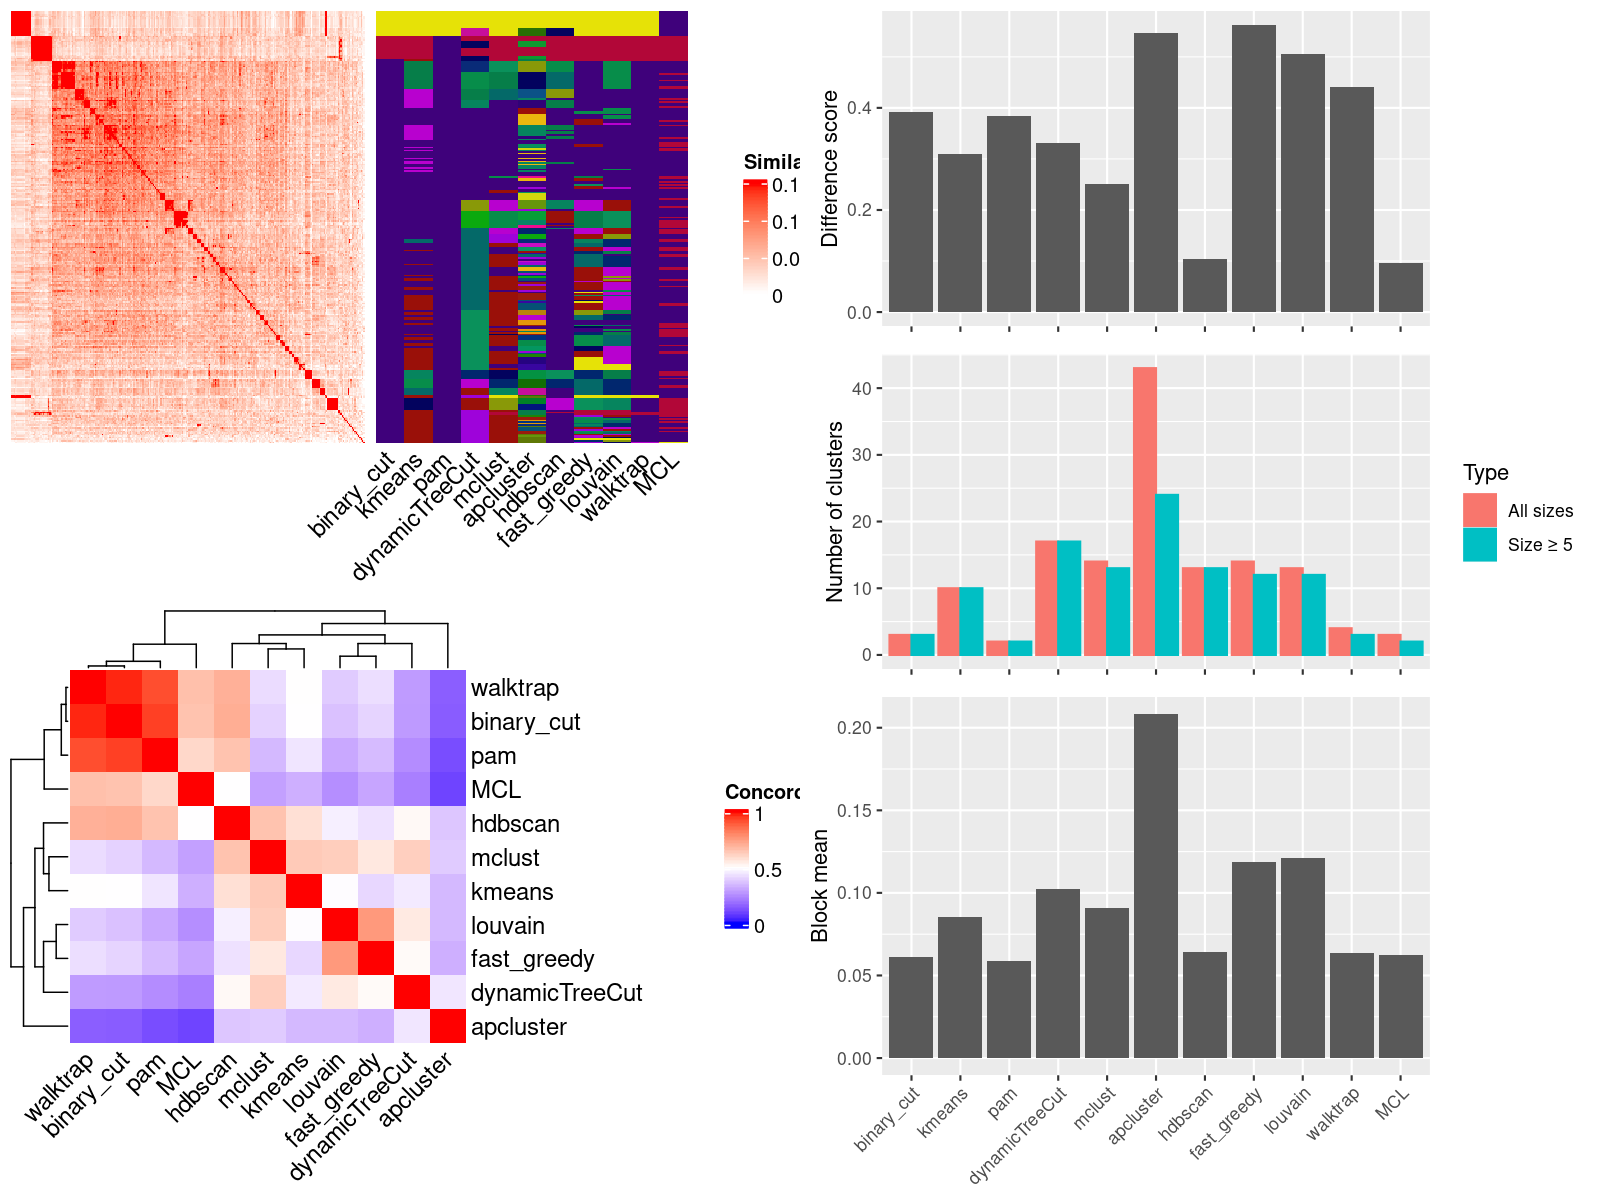 Simila
0.1
0.1
0.0
0
binary_cut
kmeans
pam
dynamicTreeCut
mclust
apcluster
hdbscan
fast_greedy
louvain
walktrap
MCL
walktrap
binary_cut
pam
MCL
hdbscan
mclust
kmeans
louvain
fast_greedy
dynamicTreeCut
apcluster
walktrap
binary_cut
pam
MCL
hdbscan
mclust
kmeans
louvain
fast_greedy
dynamicTreeCut
apcluster
Concord
1
0.5
0
Difference score
0.4
0.2
0.0
Number of clusters
40
30
20
10
0
Type
All sizes
Size ≥ 5
Block mean
0.20
0.15
0.10
0.05
0.00
binary_cut
kmeans
pam
dynamicTreeCut
mclust
apcluster
hdbscan
fast_greedy
louvain
walktrap
MCL